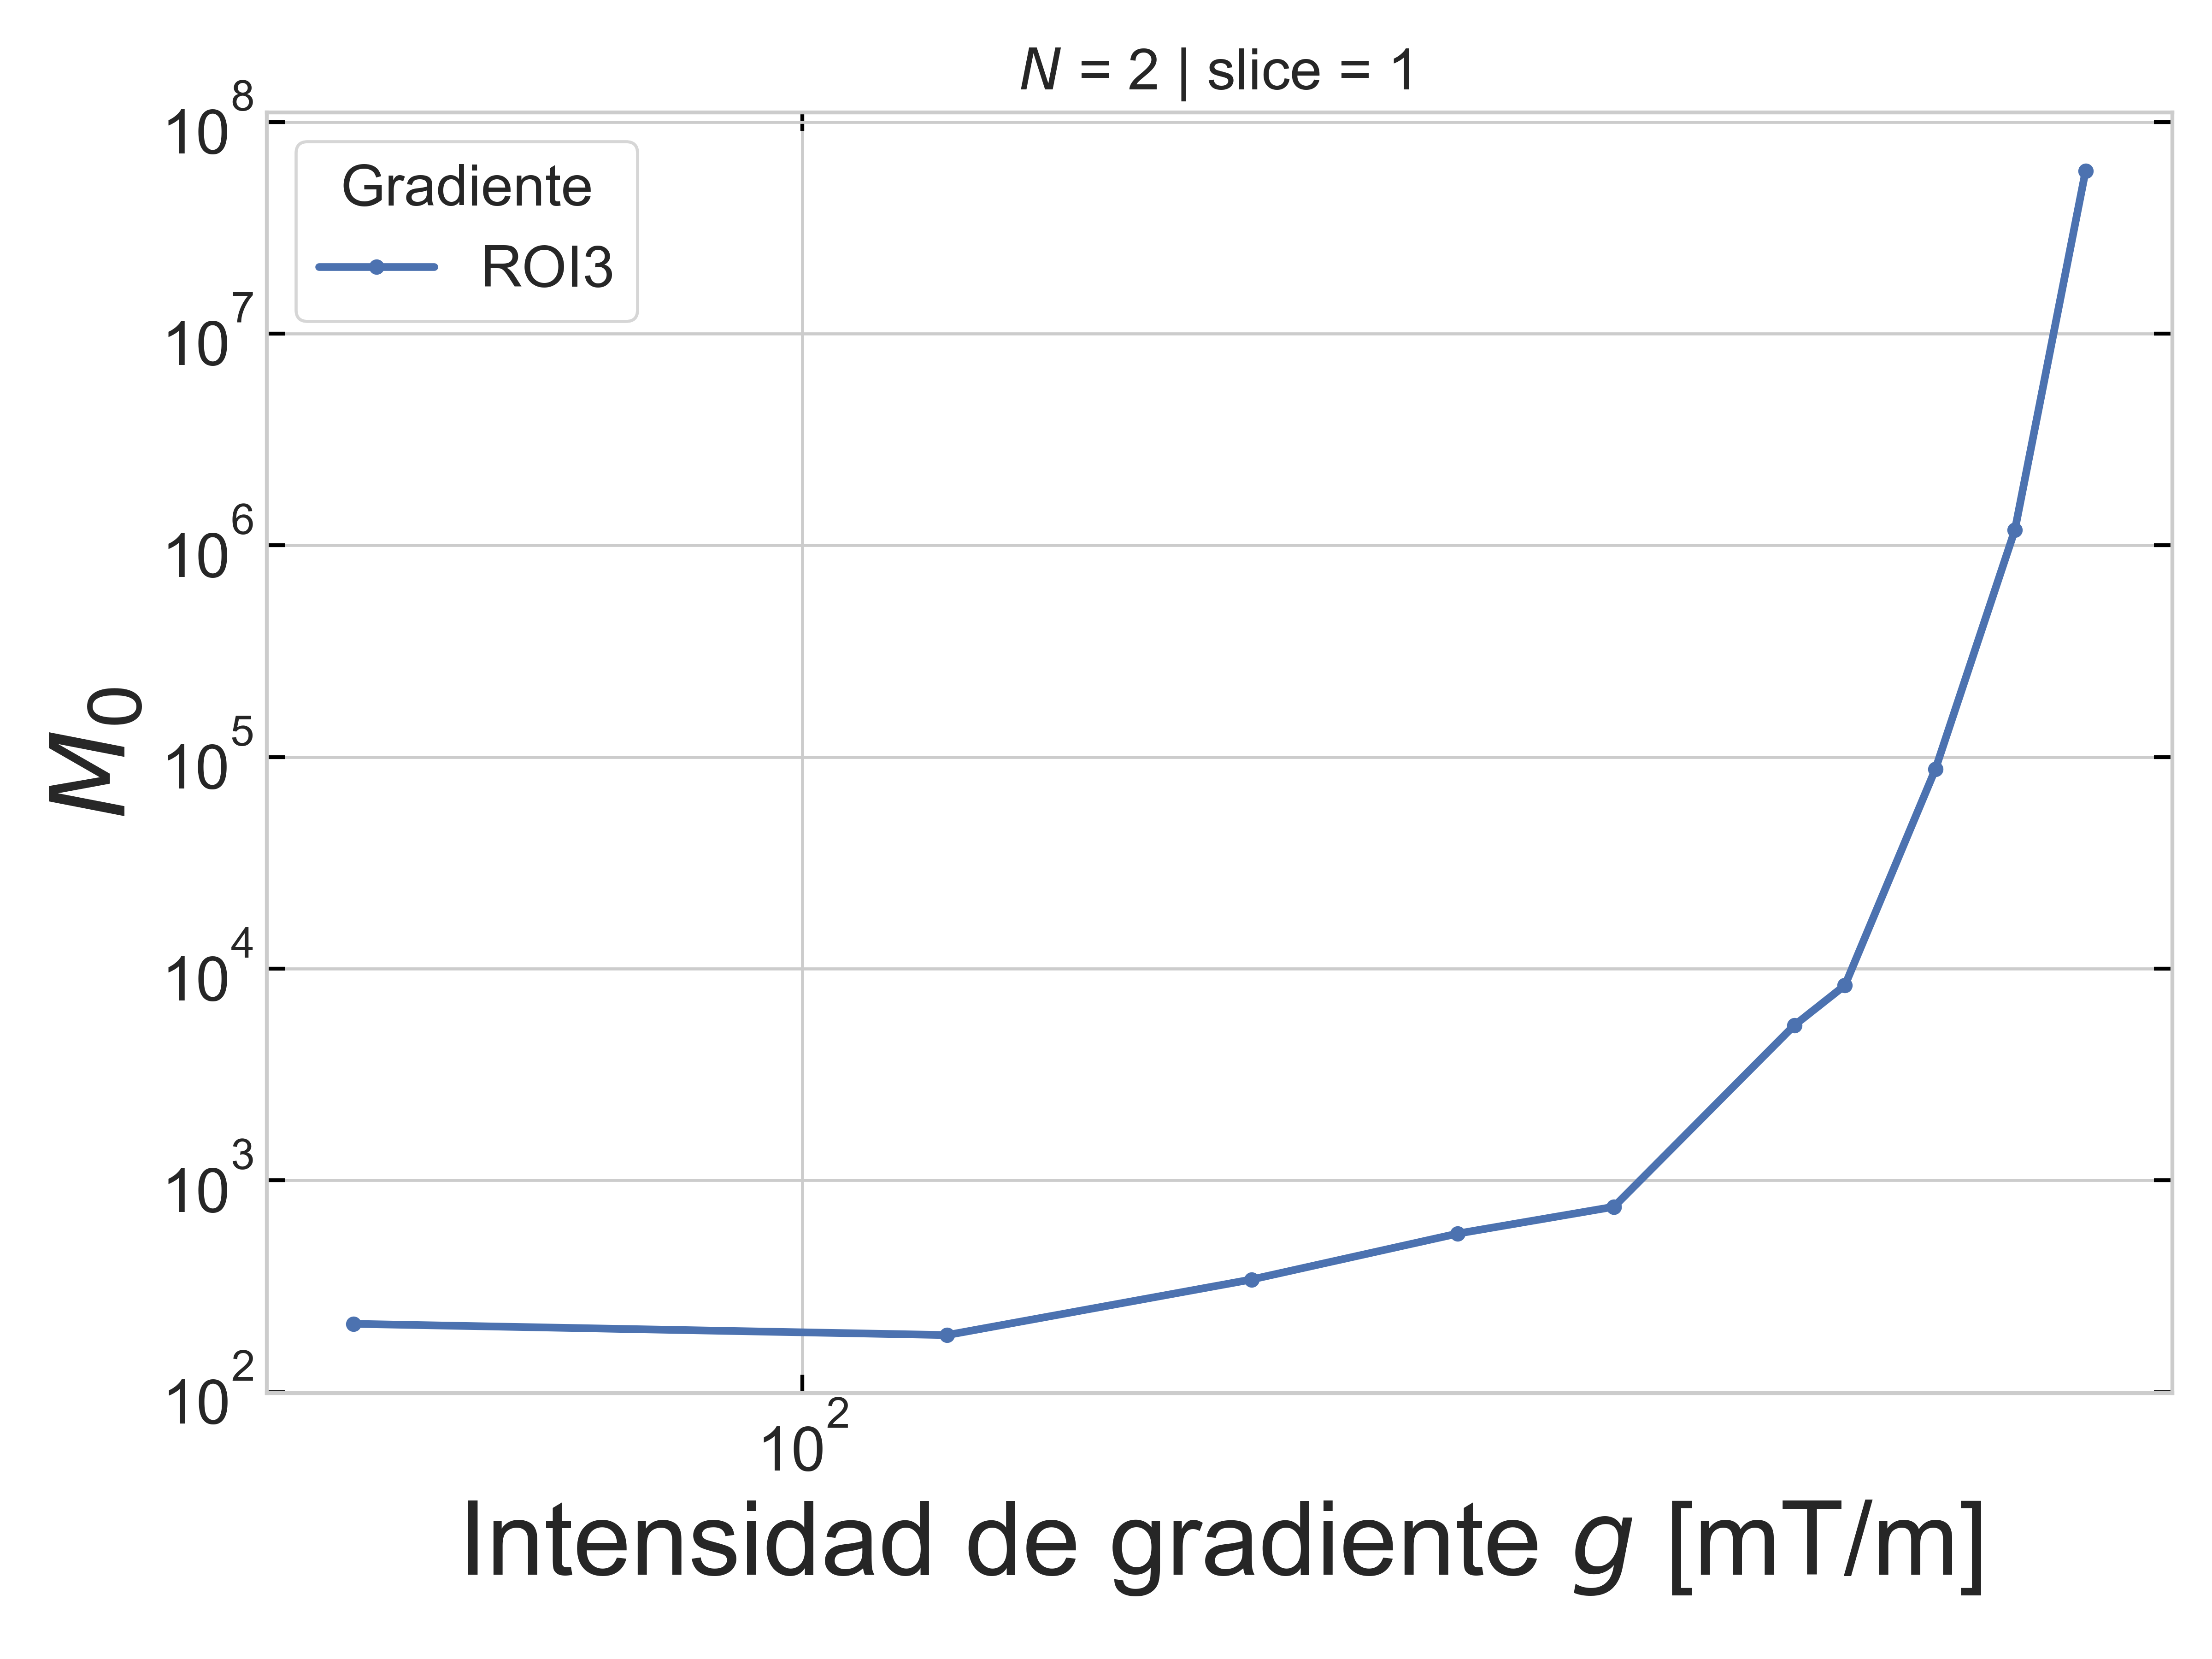 N = 2 | slice = 1
10^8
10^7
10^6
10^5
10^4
10^3
10^2
M_0
Gradiente
ROI3
10^2
Intensidad de gradiente g [mT/m]